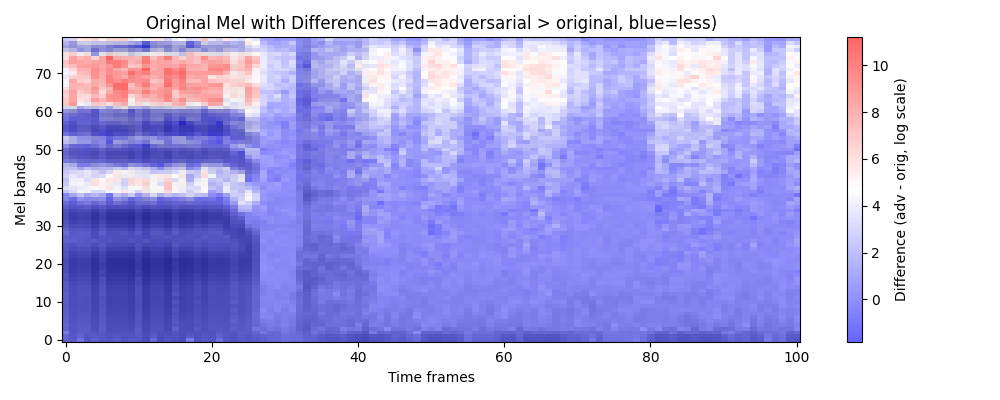 Original Mel with Differences (red=adversarial > original, blue=less)
Mel bands
70
60
50
40
30
20
10
0
0 20 40 60 80 100
Time frames
10
8
6
4
2
0
Difference (adv - orig, log scale)